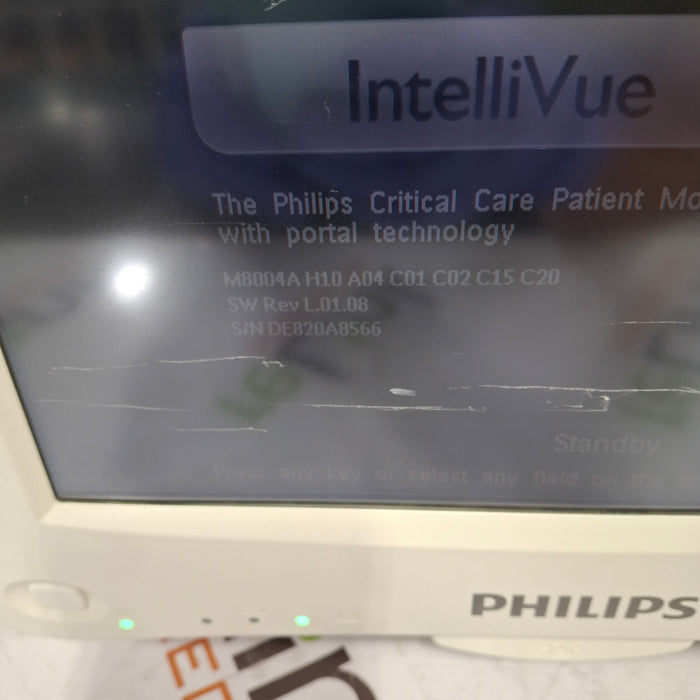 IntelliVue
The Philips Critical Care Patient Mo
with portal technology
M8004A H10 A04 C01 C02 C15 C20
SW Rev L.01.08
S/N DE820A8566
Standby
Press any key or select any field on the s
PHILIPS